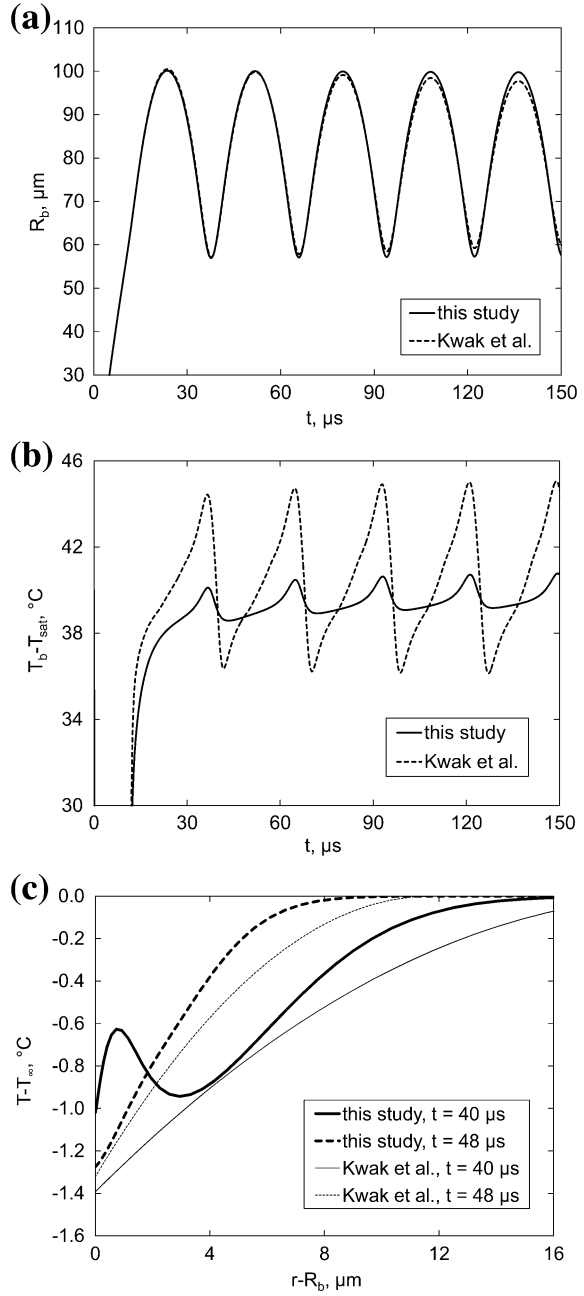 (a)
110
100
90
80
70
60
50
40
30
R_b, μm
this study
Kwak et al.
0
30
60
90
120
150
t, μs
(b)
46
42
38
34
30
T_b-T_sat, °C
this study
Kwak et al.
0
30
60
90
120
150
t, μs
(c)
0.0
-0.2
-0.4
-0.6
-0.8
-1.0
-1.2
-1.4
-1.6
T-T_∞, °C
this study, t = 40 μs
this study, t = 48 μs
Kwak et al., t = 40 μs
Kwak et al., t = 48 μs
0
4
8
12
16
r-R_b, μm